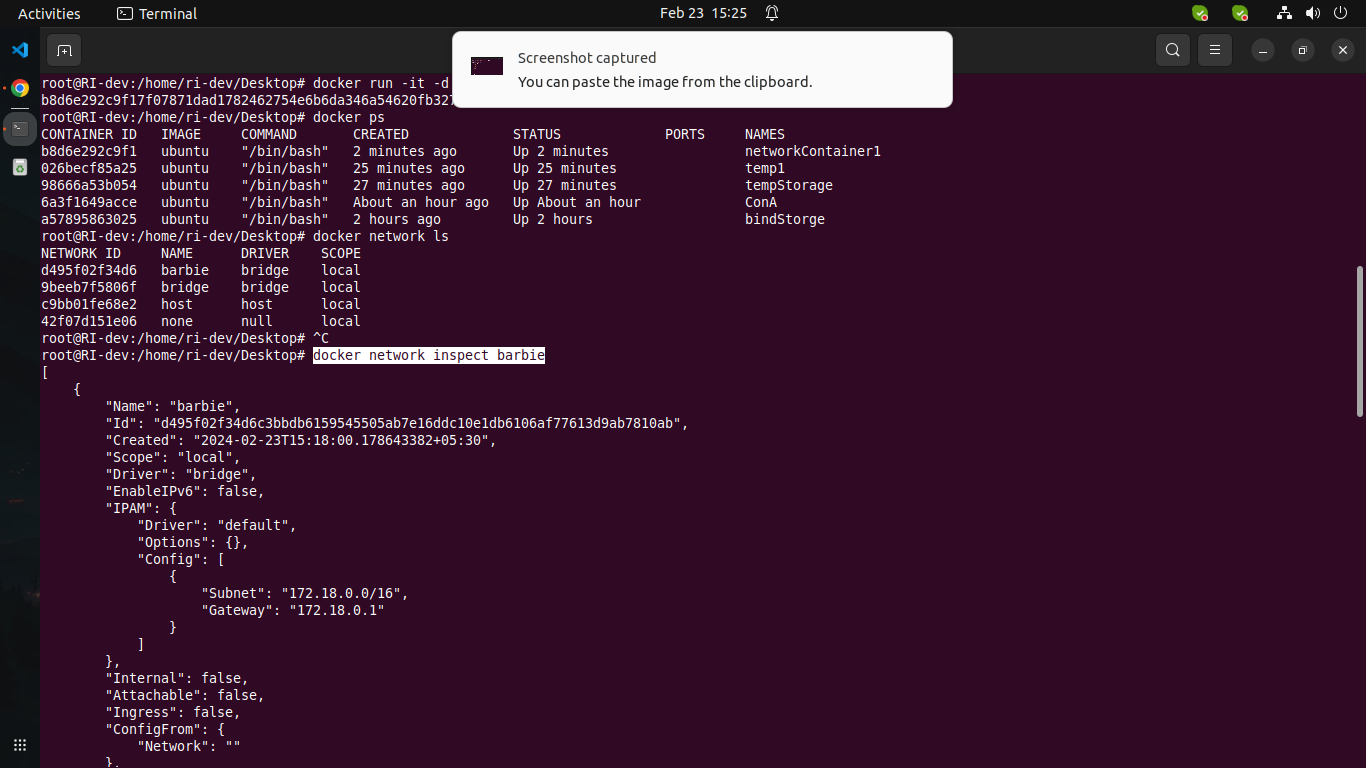 Activities Terminal Feb 23 15:25
Screenshot captured
You can paste the image from the clipboard.
root@RI-dev:/home/ri-dev/Desktop# docker run -it -d
b8d6e292c9f17f07871dad1782462754e6b6da346a54620fb327
root@RI-dev:/home/ri-dev/Desktop# docker ps
CONTAINER ID   IMAGE     COMMAND       CREATED             STATUS             PORTS     NAMES
b8d6e292c9f1   ubuntu    "/bin/bash"   2 minutes ago       Up 2 minutes                 networkContainer1
026becf85a25   ubuntu    "/bin/bash"   25 minutes ago      Up 25 minutes                temp1
98666a53b054   ubuntu    "/bin/bash"   27 minutes ago      Up 27 minutes                tempStorage
6a3f1649acce   ubuntu    "/bin/bash"   About an hour ago   Up About an hour             ConA
a57895863025   ubuntu    "/bin/bash"   2 hours ago         Up 2 hours                   bindStorge
root@RI-dev:/home/ri-dev/Desktop# docker network ls
NETWORK ID     NAME      DRIVER    SCOPE
d495f02f34d6   barbie    bridge    local
9beeb7f5806f   bridge    bridge    local
c9bb01fe68e2   host      host      local
42f07d151e06   none      null      local
root@RI-dev:/home/ri-dev/Desktop# ^C
root@RI-dev:/home/ri-dev/Desktop# docker network inspect barbie
[
    {
        "Name": "barbie",
        "Id": "d495f02f34d6c3bbdb6159545505ab7e16ddc10e1db6106af77613d9ab7810ab",
        "Created": "2024-02-23T15:18:00.178643382+05:30",
        "Scope": "local",
        "Driver": "bridge",
        "EnableIPv6": false,
        "IPAM": {
            "Driver": "default",
            "Options": {},
            "Config": [
                {
                    "Subnet": "172.18.0.0/16",
                    "Gateway": "172.18.0.1"
                }
            ]
        },
        "Internal": false,
        "Attachable": false,
        "Ingress": false,
        "ConfigFrom": {
            "Network": ""
        },